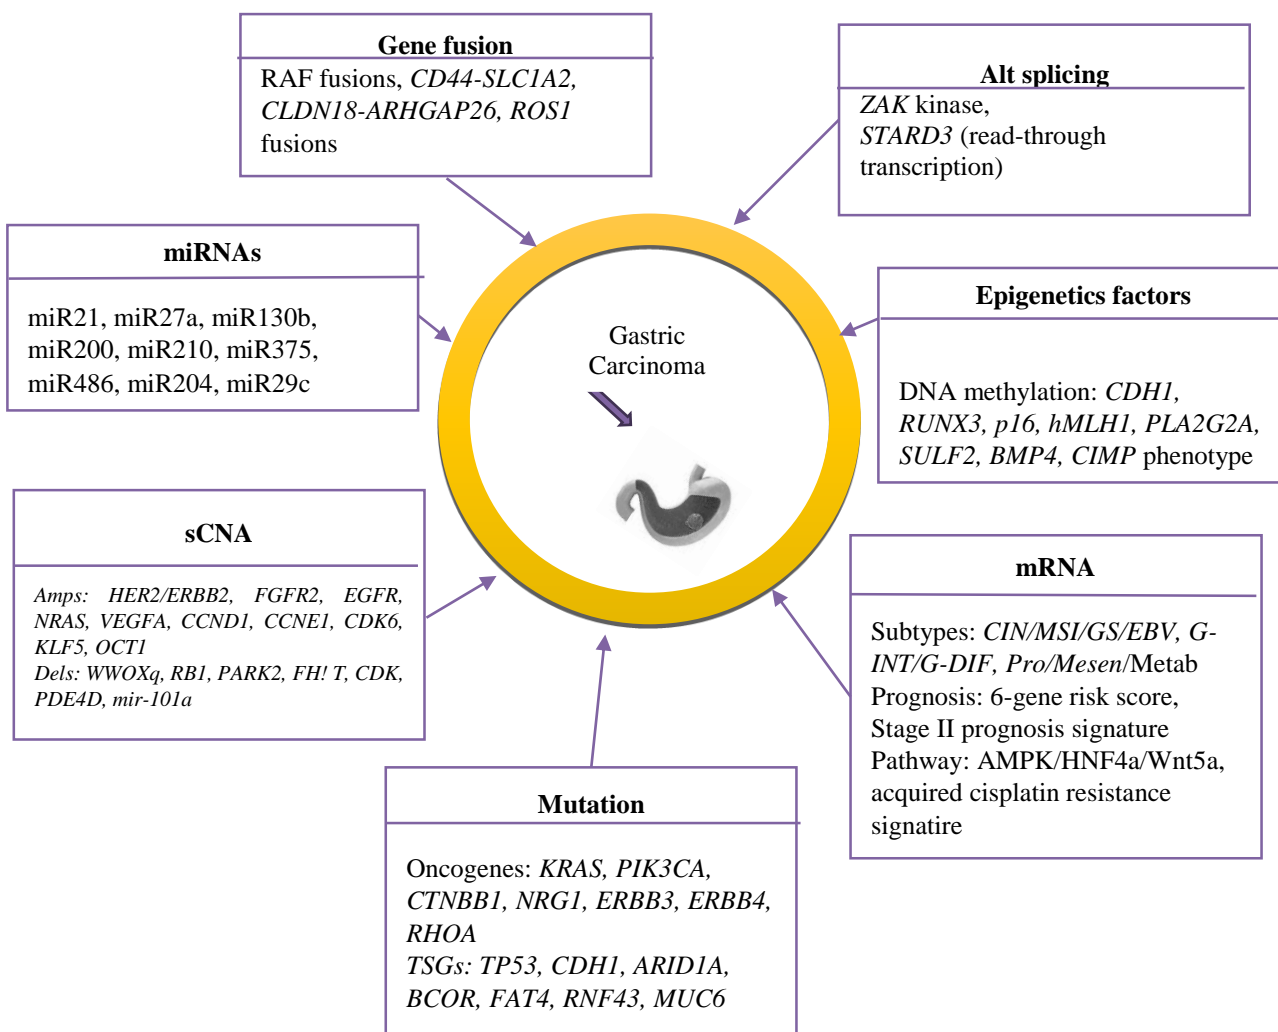 Gene fusion
RAF fusions, CD44-SLC1A2,
CLDN18-ARHGAP26, ROS1
fusions
Alt splicing
ZAK kinase,
STARD3 (read-through
transcription)
miRNAs
miR21, miR27a, miR130b,
miR200, miR210, miR375,
miR486, miR204, miR29c
Epigenetics factors
DNA methylation: CDH1,
RUNX3, p16, hMLH1, PLA2G2A,
SULF2, BMP4, CIMP phenotype
Gastric
Carcinoma
sCNA
Amps: HER2/ERBB2, FGFR2, EGFR,
NRAS, VEGFA, CCND1, CCNE1, CDK6,
KLF5, OCT1
Dels: WWOXq, RB1, PARK2, FH! T, CDK,
PDE4D, mir-101a
mRNA
Subtypes: CIN/MSI/GS/EBV, G-
INT/G-DIF, Pro/Mesen/Metab
Prognosis: 6-gene risk score,
Stage II prognosis signature
Pathway: AMPK/HNF4a/Wnt5a,
acquired cisplatin resistance
signatire
Mutation
Oncogenes: KRAS, PIK3CA,
CTNBB1, NRG1, ERBB3, ERBB4,
RHOA
TSGs: TP53, CDH1, ARID1A,
BCOR, FAT4, RNF43, MUC6